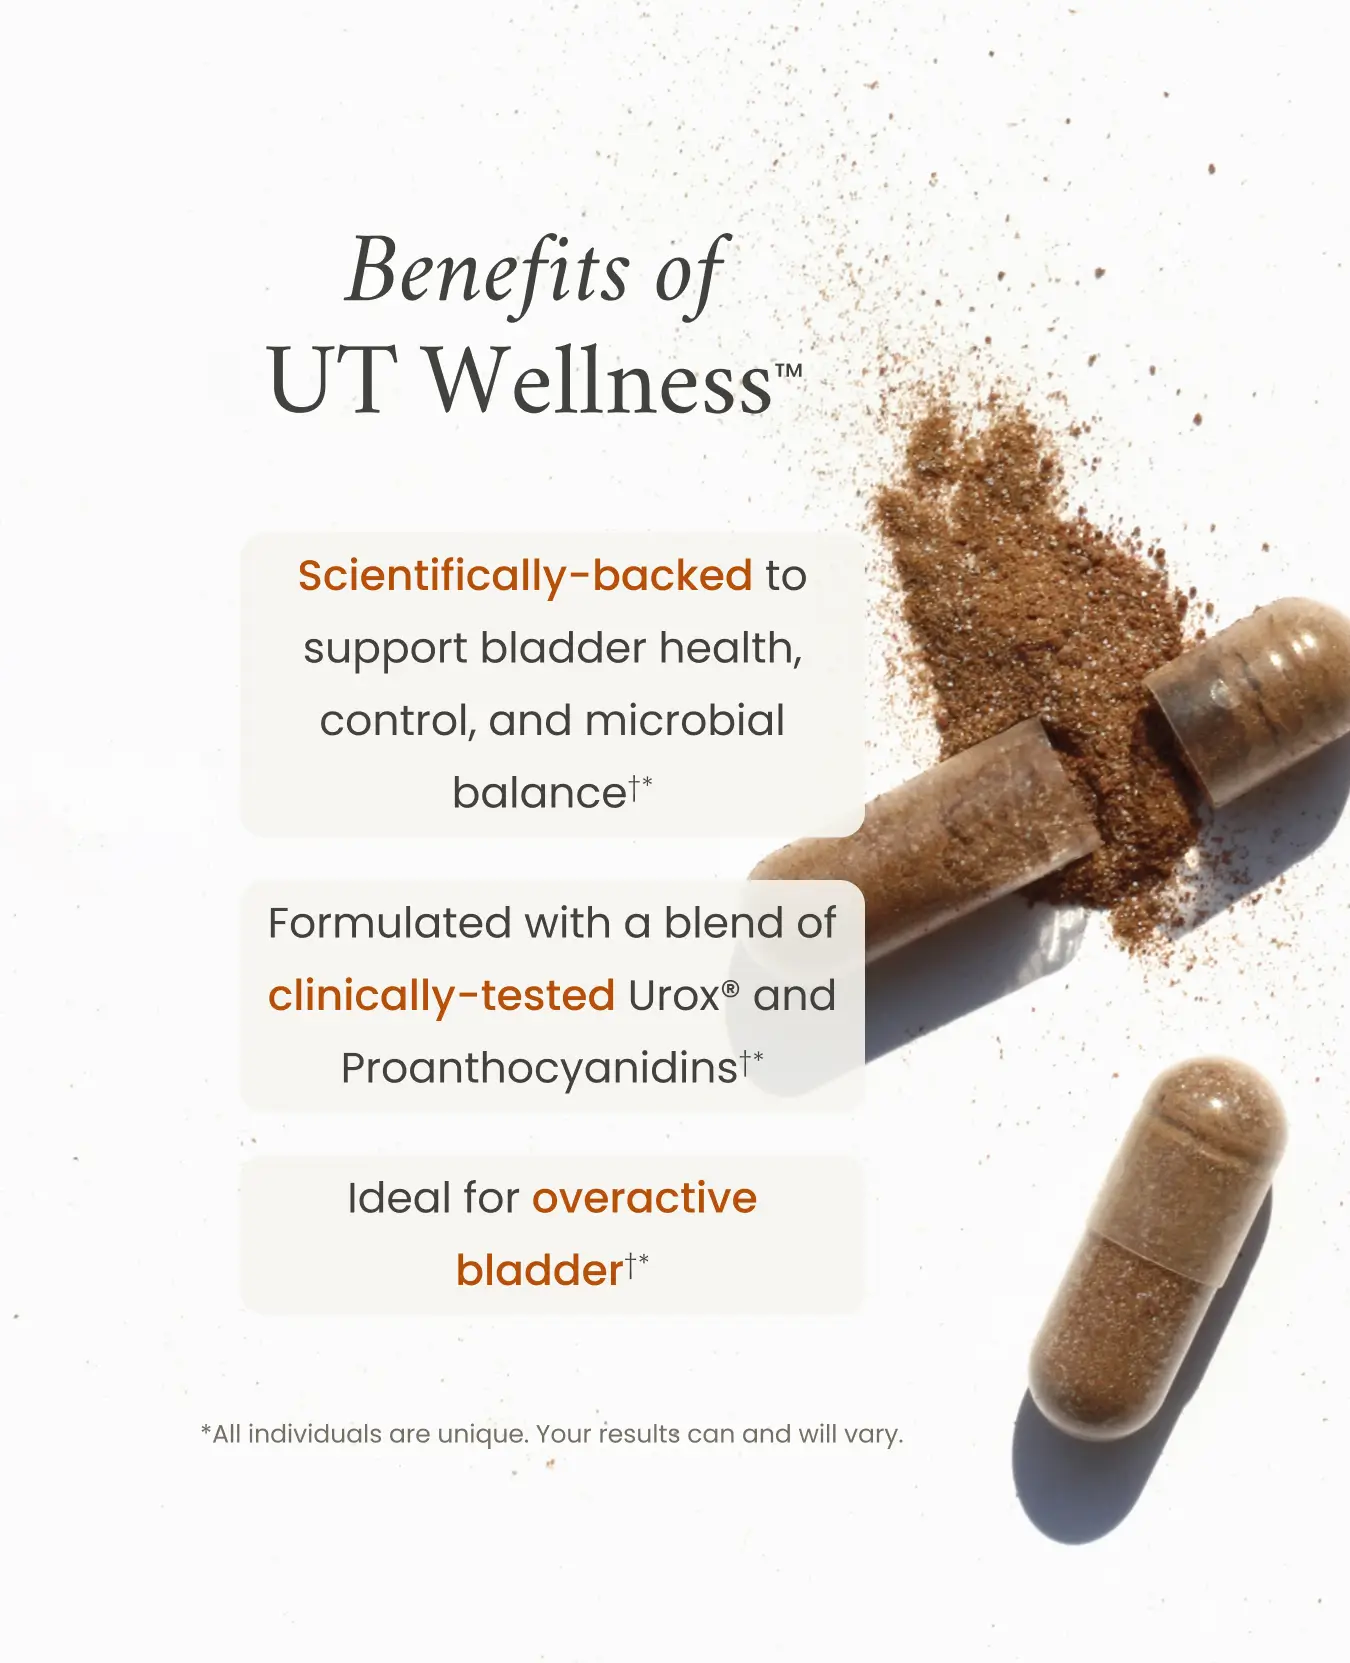 Benefits of
UT Wellness™
Scientifically-backed to
support bladder health,
control, and microbial
balance†*
Formulated with a blend of
clinically-tested Urox® and
Proanthocyanidins†*
Ideal for overactive
bladder†*
*All individuals are unique. Your results can and will vary.